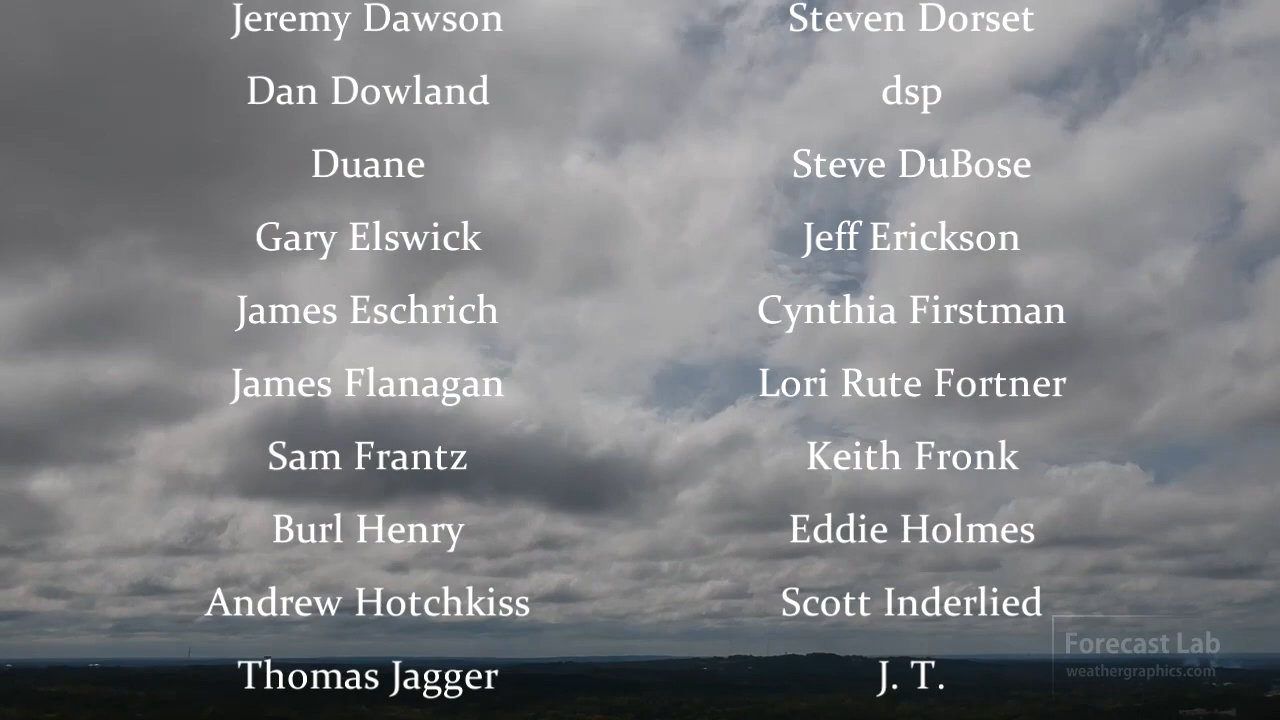 Jeremy Dawson
Steven Dorset
Dan Dowland
dsp
Duane
Steve DuBose
Gary Elswick
Jeff Erickson
James Eschrich
Cynthia Firstman
James Flanagan
Lori Rute Fortner
Sam Frantz
Keith Fronk
Burl Henry
Eddie Holmes
Andrew Hotchkiss
Scott Inderlied
Thomas Jagger
J. T.
Forecast Lab
weathergraphics.com